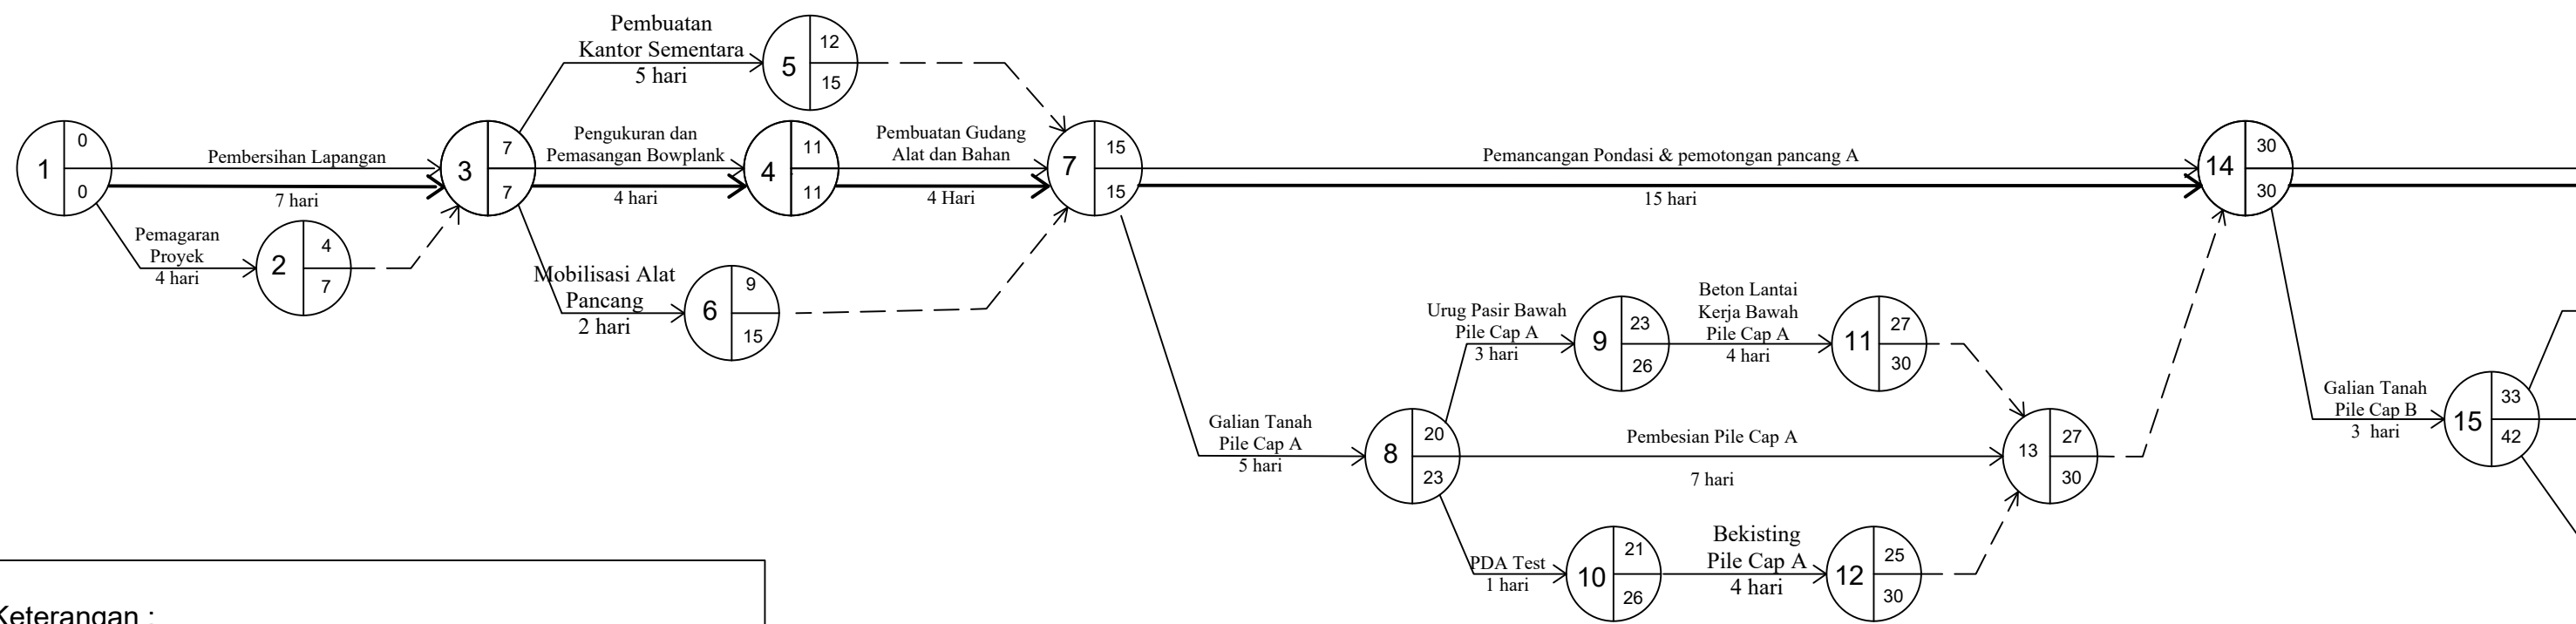 Pembuatan
Kantor Sementara
5 hari
5
12
15
1
0
0
Pembersihan Lapangan
7 hari
3
7
7
Pengukuran dan
Pemasangan Bowplank
4 hari
4
11
11
Pembuatan Gudang
Alat dan Bahan
4 Hari
7
15
15
Pemancangan Pondasi & pemotongan pancang A
15 hari
14
30
30
Pemagaran
Proyek
4 hari
2
4
7
Mobilisasi Alat
Pancang
2 hari
6
9
15
Urug Pasir Bawah
Pile Cap A
3 hari
9
23
26
Beton Lantai
Kerja Bawah
Pile Cap A
4 hari
11
27
30
Galian Tanah
Pile Cap A
5 hari
8
20
23
Pembesian Pile Cap A
7 hari
13
27
30
Galian Tanah
Pile Cap B
3 hari
15
33
42
PDA Test
1 hari
10
21
26
Bekisting
Pile Cap A
4 hari
12
25
30
Keterangan :